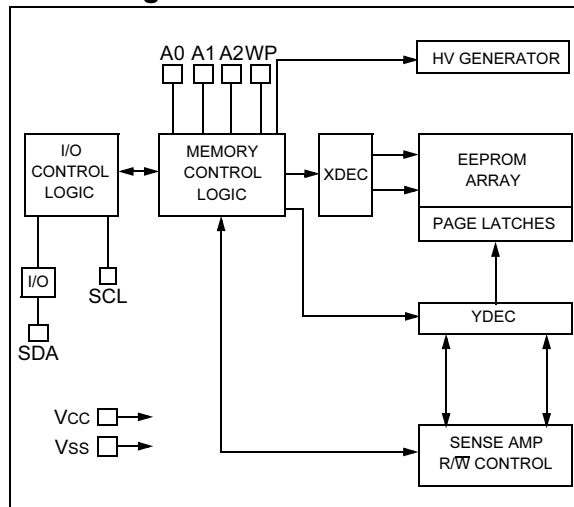 A0 A1 A2 WP
HV GENERATOR
I/O
CONTROL
LOGIC
MEMORY
CONTROL
LOGIC
XDEC
EEPROM
ARRAY
PAGE LATCHES
I/O
SCL
SDA
YDEC
Vcc
Vss
SENSE AMP
R/W̅ CONTROL